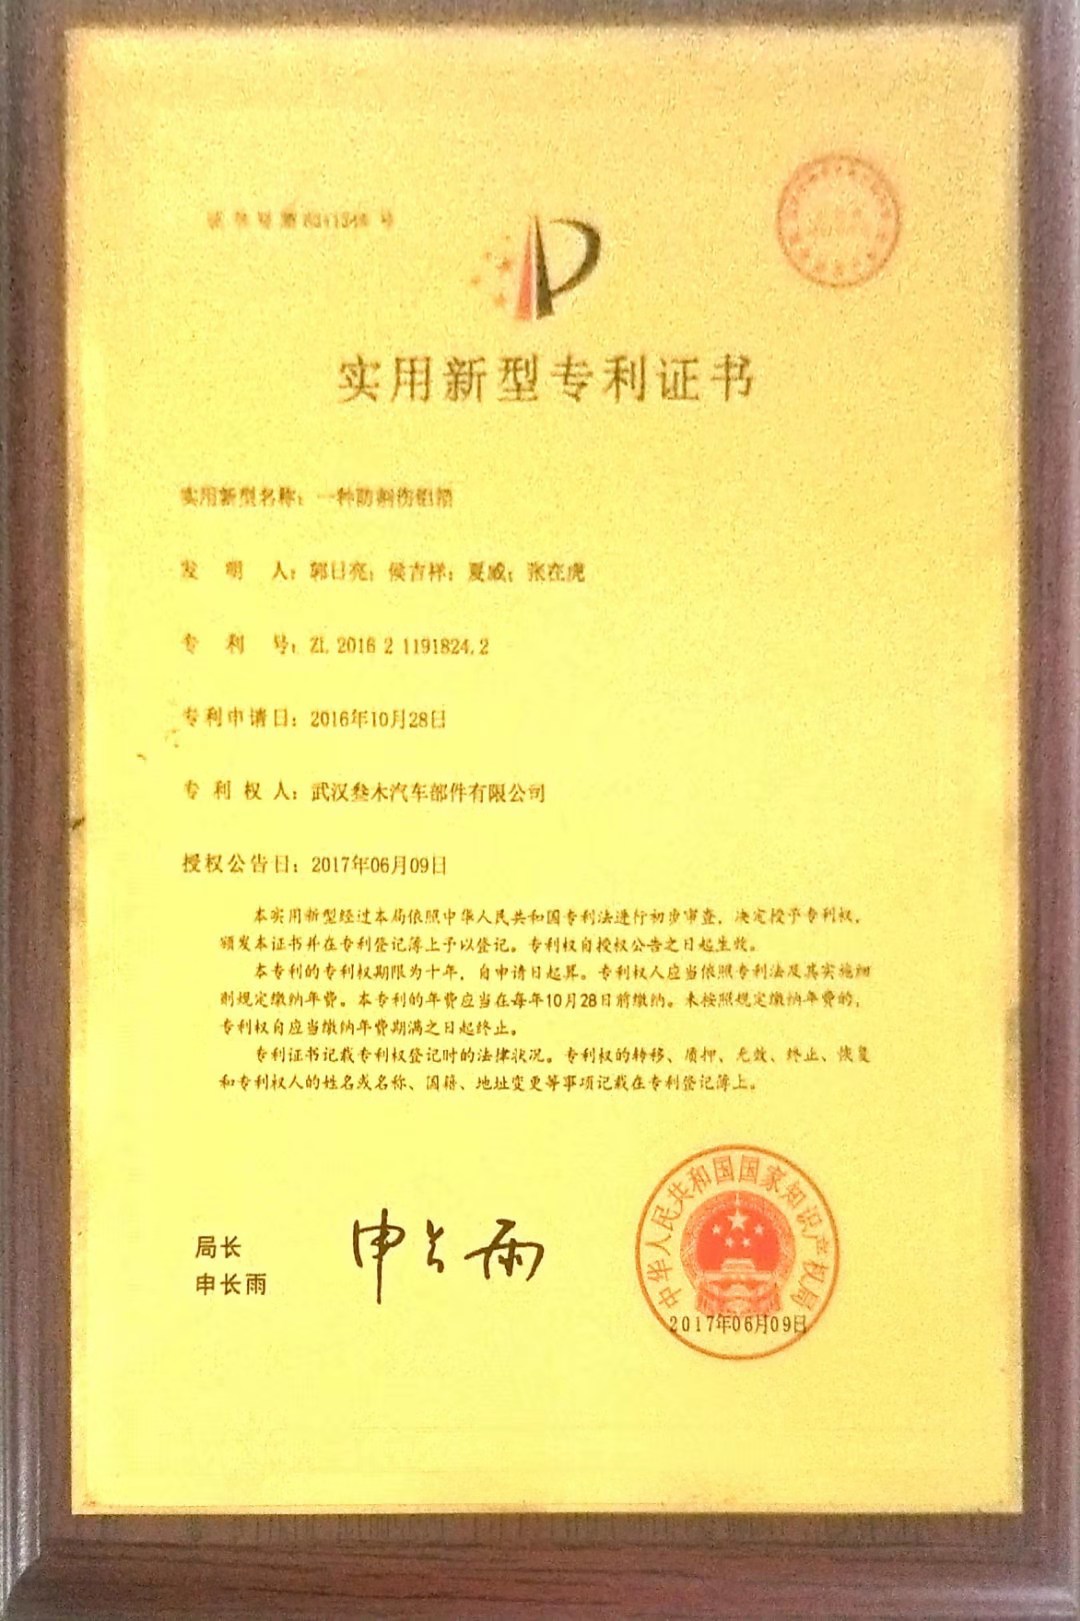 实用新型专利证书
实用新型名称：一种防刺伤
发 明 人：郭日亮；侯吉祥；夏威；张在虎
专 利 号：ZL 2016 2 1191824.2
专利申请日：2016年10月28日
专 利 权 人：武汉叁木汽车部件有限公司
授权公告日：2017年06月09日
本实用新型经过本局依照中华人民共和国专利法进行初步审查，决定授予专利权，
颁发本证书并在专利登记簿上予以登记。专利权自授权公告之日起生效。
本专利的专利权期限为十年，自申请日起算。专利权人应当依照专利法及其实施细
则规定缴纳年费。本专利的年费应当在每年10月28日前缴纳。未按照规定缴纳年费的，
专利权自应当缴纳年费期满之日起终止。
专利证书记载专利权登记时的法律状况。专利权的转移、质押、无效、终止、恢复
和专利权人的姓名或名称、国籍、地址变更等事项记载在专利登记簿上。
局长
申长雨
申长雨
中华人民共和国国家知识产权局
2017年06月09日